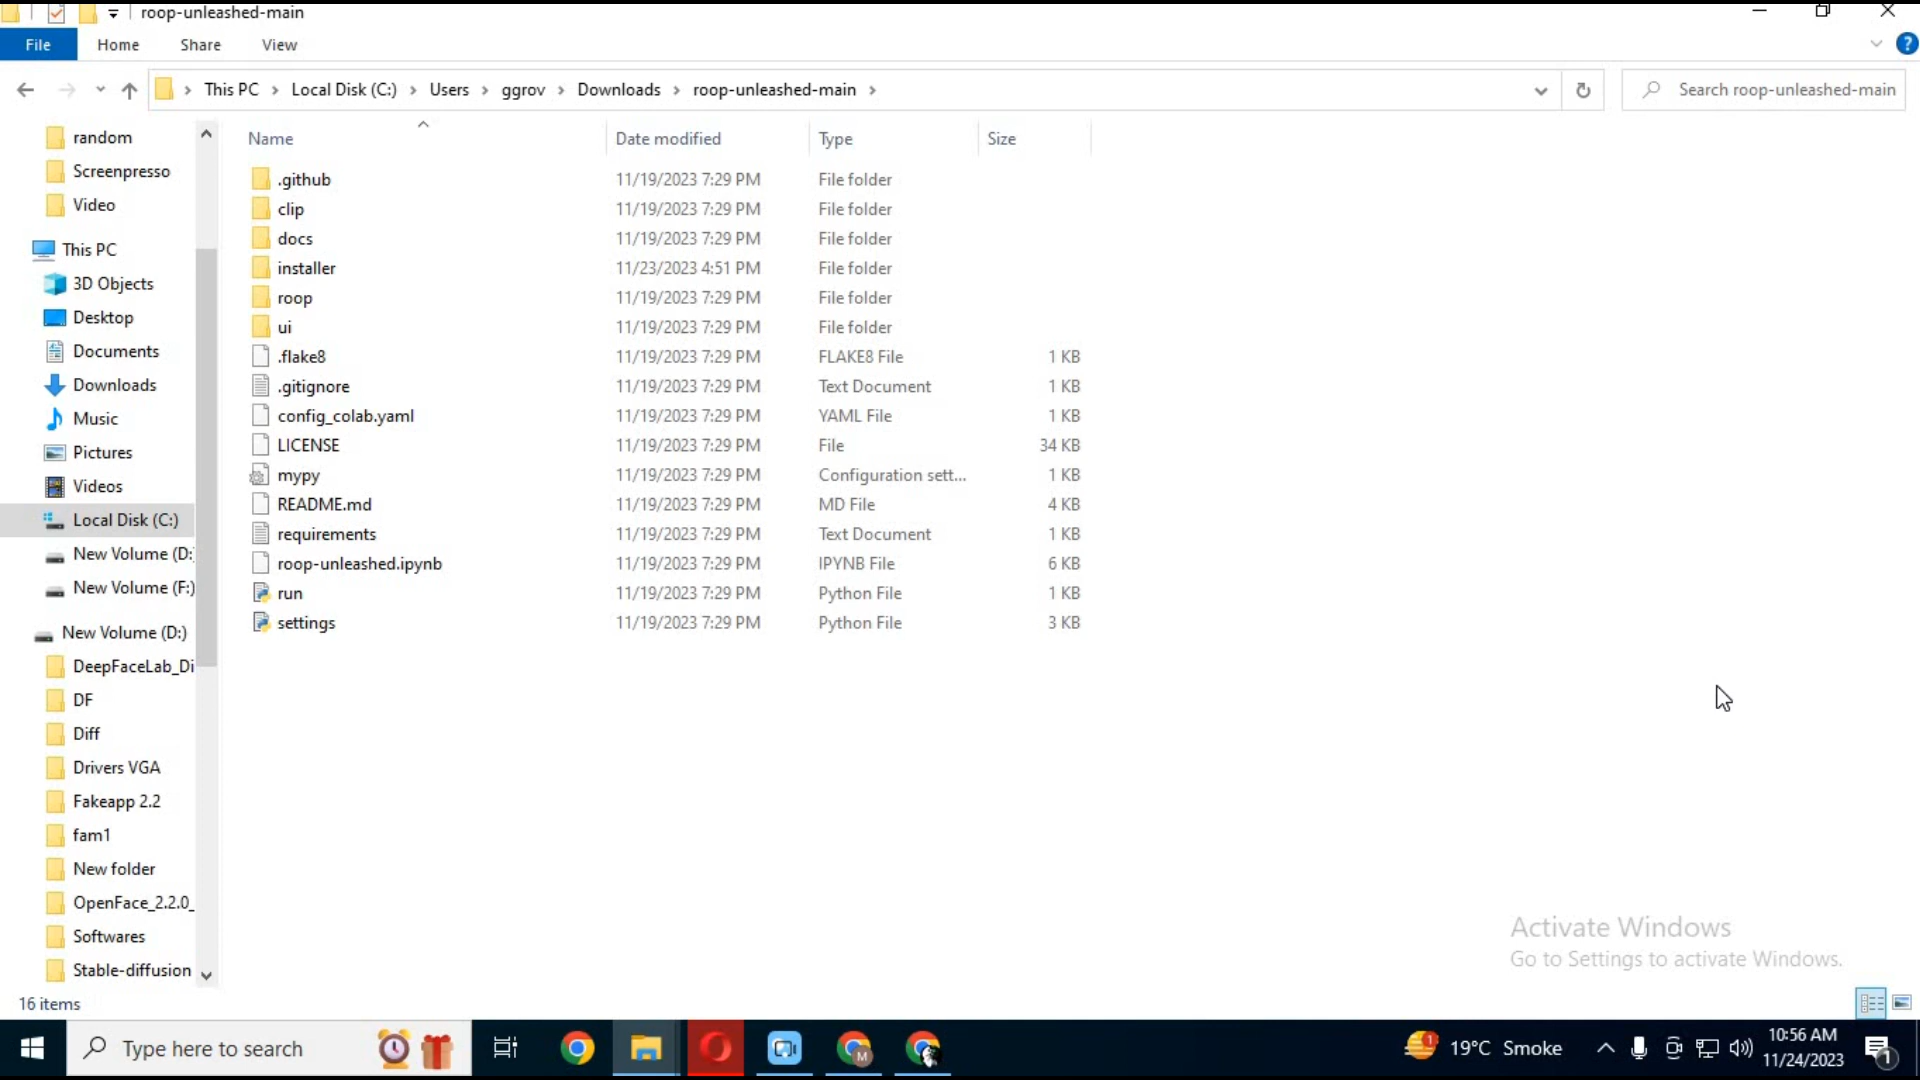 roop-unleashed-main
File Home Share View
This PC Local Disk (C:) Users ggrov Downloads roop-unleashed-main
Search roop-unleashed-main
random
Screenpresso
Video
This PC
3D Objects
Desktop
Documents
Downloads
Music
Pictures
Videos
Local Disk (C:)
New Volume (D:
New Volume (F:)
New Volume (D:)
DeepFaceLab_Di
DF
Diff
Drivers VGA
Fakeapp 2.2
fam1
New folder
OpenFace_2.2.0_
Softwares
Stable-diffusion
Name Date modified Type Size
.github 11/19/2023 7:29 PM File folder
clip 11/19/2023 7:29 PM File folder
docs 11/19/2023 7:29 PM File folder
installer 11/23/2023 4:51 PM File folder
roop 11/19/2023 7:29 PM File folder
ui 11/19/2023 7:29 PM File folder
.flake8 11/19/2023 7:29 PM FLAKE8 File 1 KB
.gitignore 11/19/2023 7:29 PM Text Document 1 KB
config_colab.yaml 11/19/2023 7:29 PM YAML File 1 KB
LICENSE 11/19/2023 7:29 PM File 34 KB
mypy 11/19/2023 7:29 PM Configuration sett... 1 KB
README.md 11/19/2023 7:29 PM MD File 4 KB
requirements 11/19/2023 7:29 PM Text Document 1 KB
roop-unleashed.ipynb 11/19/2023 7:29 PM IPYNB File 6 KB
run 11/19/2023 7:29 PM Python File 1 KB
settings 11/19/2023 7:29 PM Python File 3 KB
Activate Windows
Go to Settings to activate Windows.
16 items
Type here to search
M
1
19°C Smoke
10:56 AM
11/24/2023
1